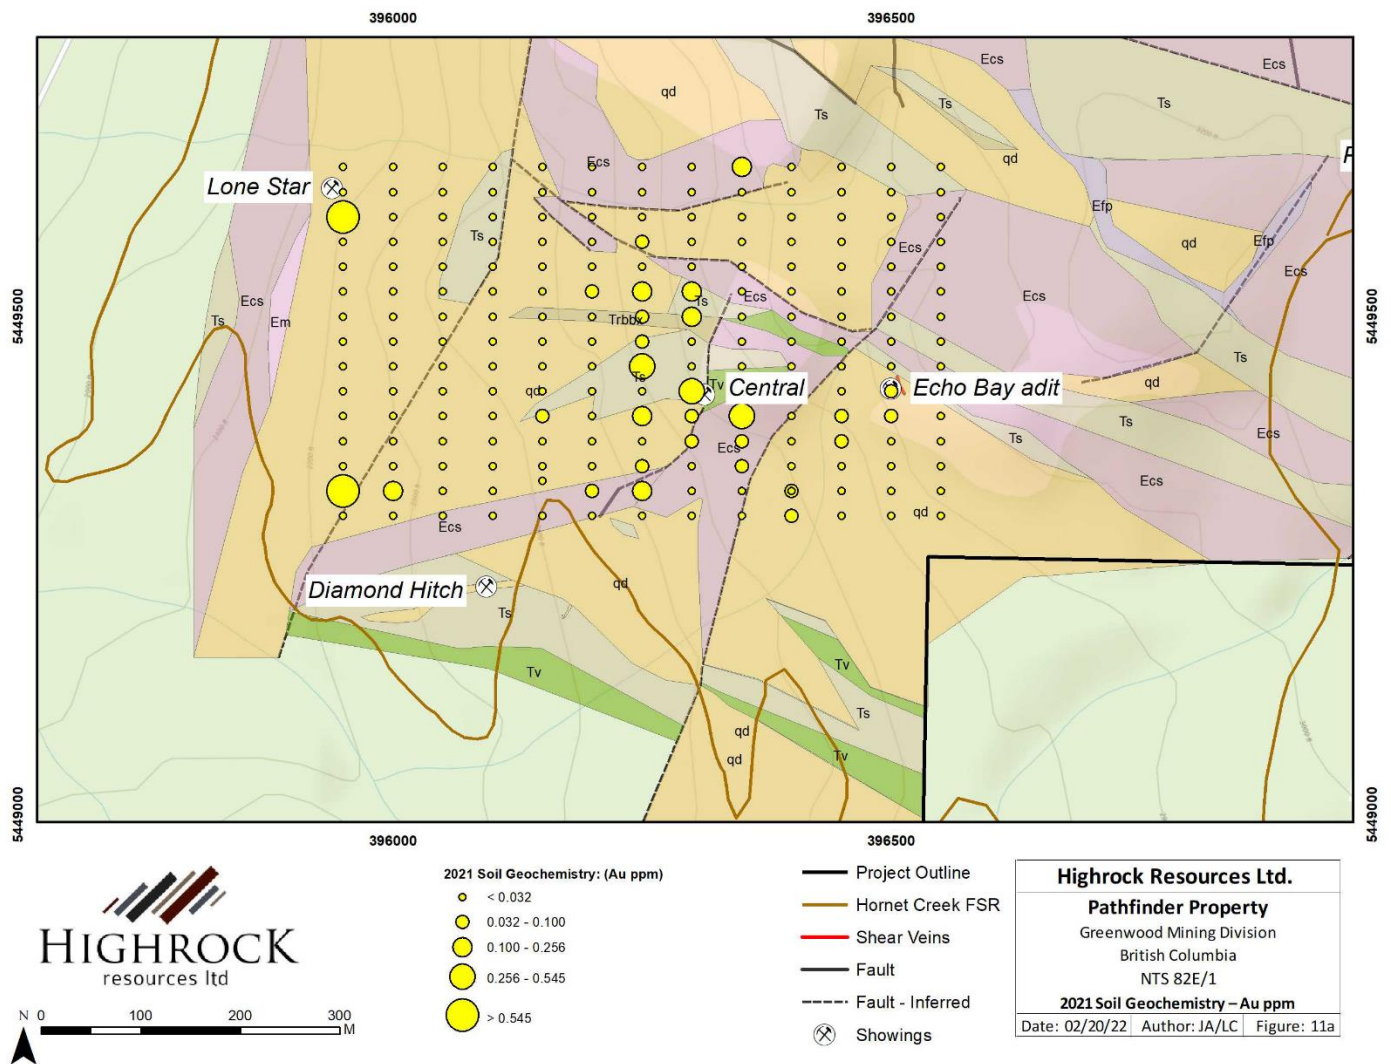 396000
396500
Ecs
Ecs
qd
Ts
Ts
Ts
qd
Ecs
Lone Star
Efp
Ts
Efp
qd
Ecs
Ecs
Ecs
Ecs
Ts
Ecs
Em
5449500
5449500
Ts
Trbbx
Ts
Ts
Tv
qd
Central
Echo Bay adit
qd
Ts
Ts
Ecs
Ecs
Ecs
qd
Ecs
Diamond Hitch
qd
Ts
Tv
Tv
Ts
qd
qd
Tv
5449000
5449000
396000
396500
HIGHROCK
resources ltd
N 0 100 200 300
M
2021 Soil Geochemistry: (Au ppm)
< 0.032
0.032 - 0.100
0.100 - 0.256
0.256 - 0.545
> 0.545
Project Outline
Hornet Creek FSR
Shear Veins
Fault
Fault - Inferred
Showings
Highrock Resources Ltd.
Pathfinder Property
Greenwood Mining Division
British Columbia
NTS 82E/1
2021 Soil Geochemistry – Au ppm
Date: 02/20/22 Author: JA/LC Figure: 11a